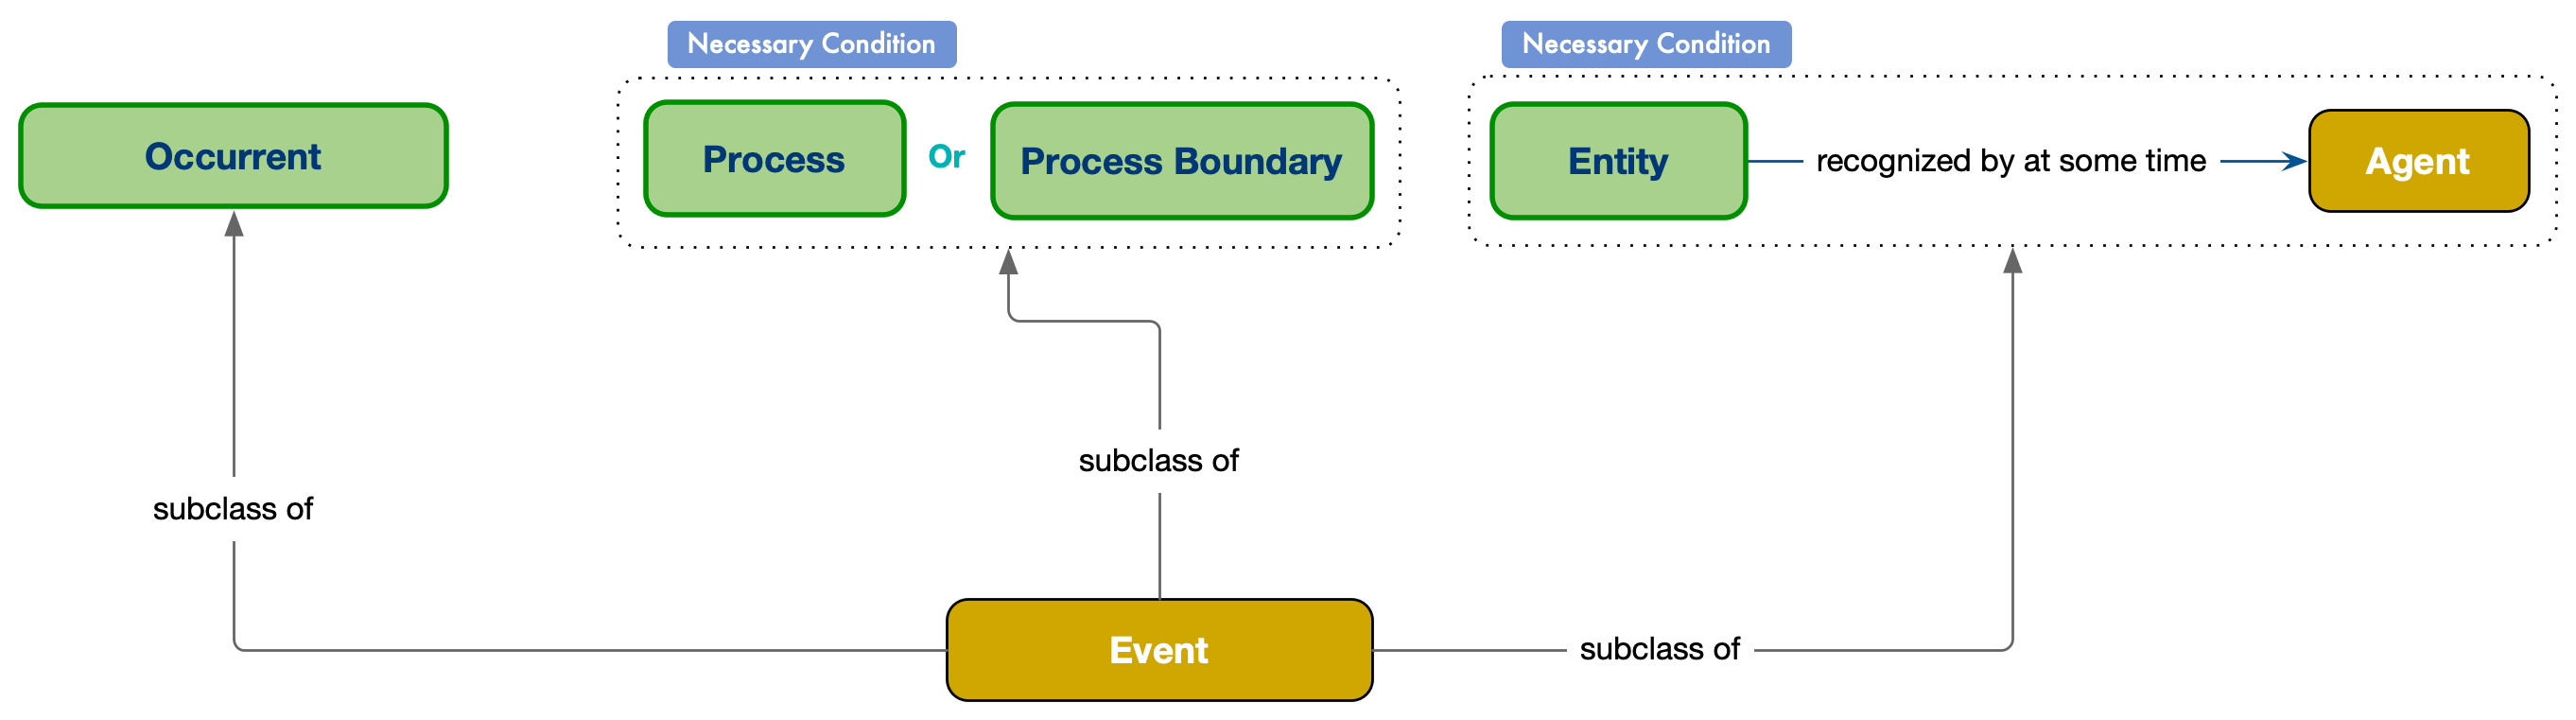 Necessary Condition
Necessary Condition
Occurrent
Process
Or
Process Boundary
Entity
recognized by at some time
Agent
subclass of
subclass of
Event
subclass of